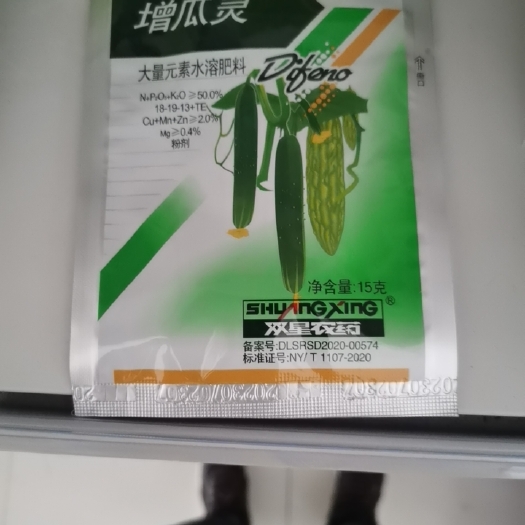 增瓜灵
大量元素水溶肥料
Difeno
N+P₂O₅+K₂O≥50.0%
18-19-13+TE
Cu+Mn+Zn≥2.0%
Mg≥0.4%
粉剂
净含量:15克
SHUANGXING®
双星农药
备案号:DLSRSD2020-00574
标准证号:NY/T 1107-2020